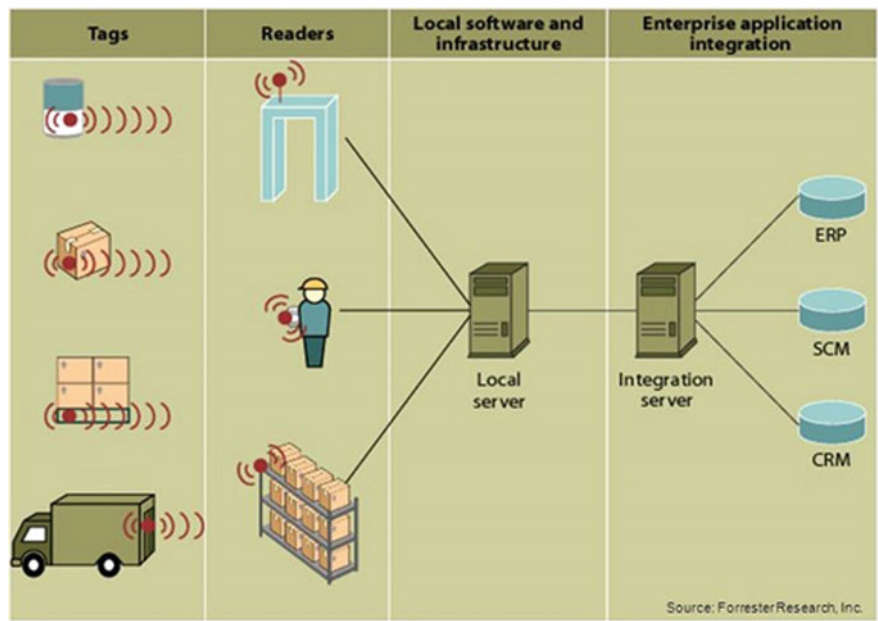 Tags
Readers
Local software and
infrastructure
Enterprise application
integration
ERP
SCM
CRM
Local
server
Integration
server
Source: Forrester Research, Inc.